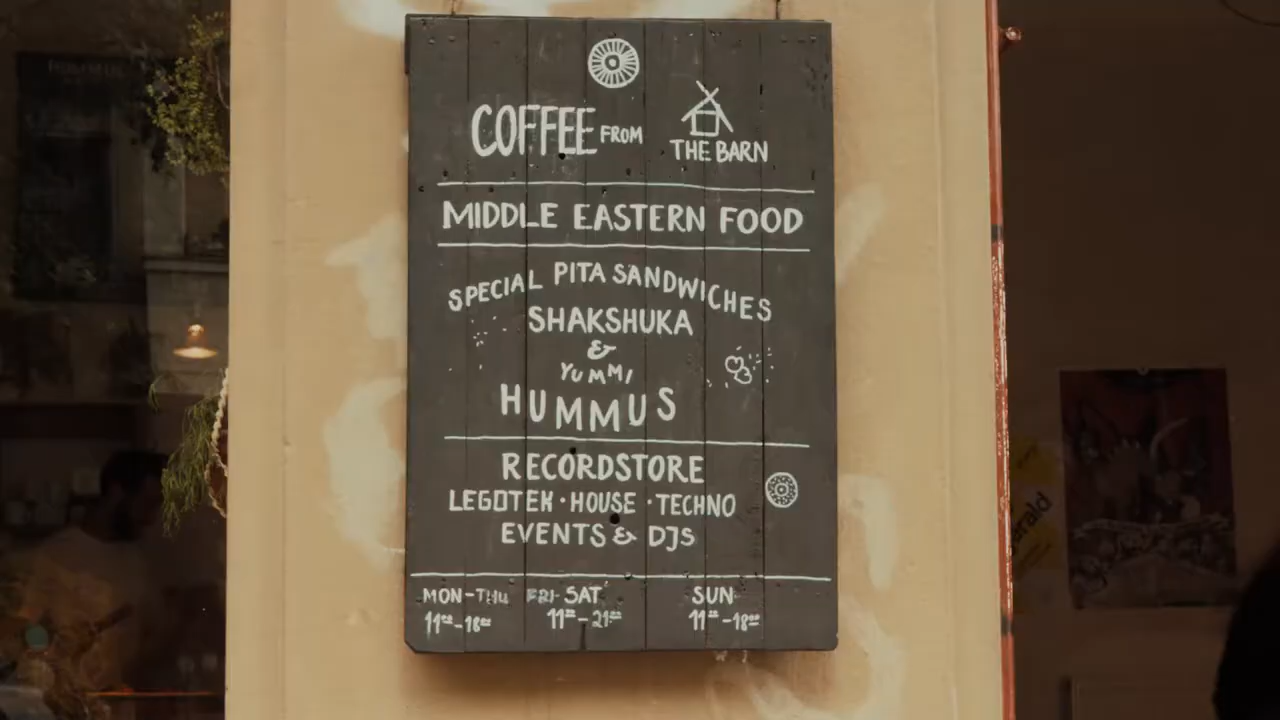 COFFEE FROM THE BARN
MIDDLE EASTERN FOOD
SPECIAL PITA SANDWICHES
SHAKSHUKA
&
YUMMI
HUMMUS
RECORDSTORE
LEGOTEK · HOUSE · TECHNO
EVENTS & DJS
MON-THU FRI-SAT SUN
11⁰⁰-18⁰⁰ 11⁰⁰-21⁰⁰ 11⁰⁰-18⁰⁰
erald